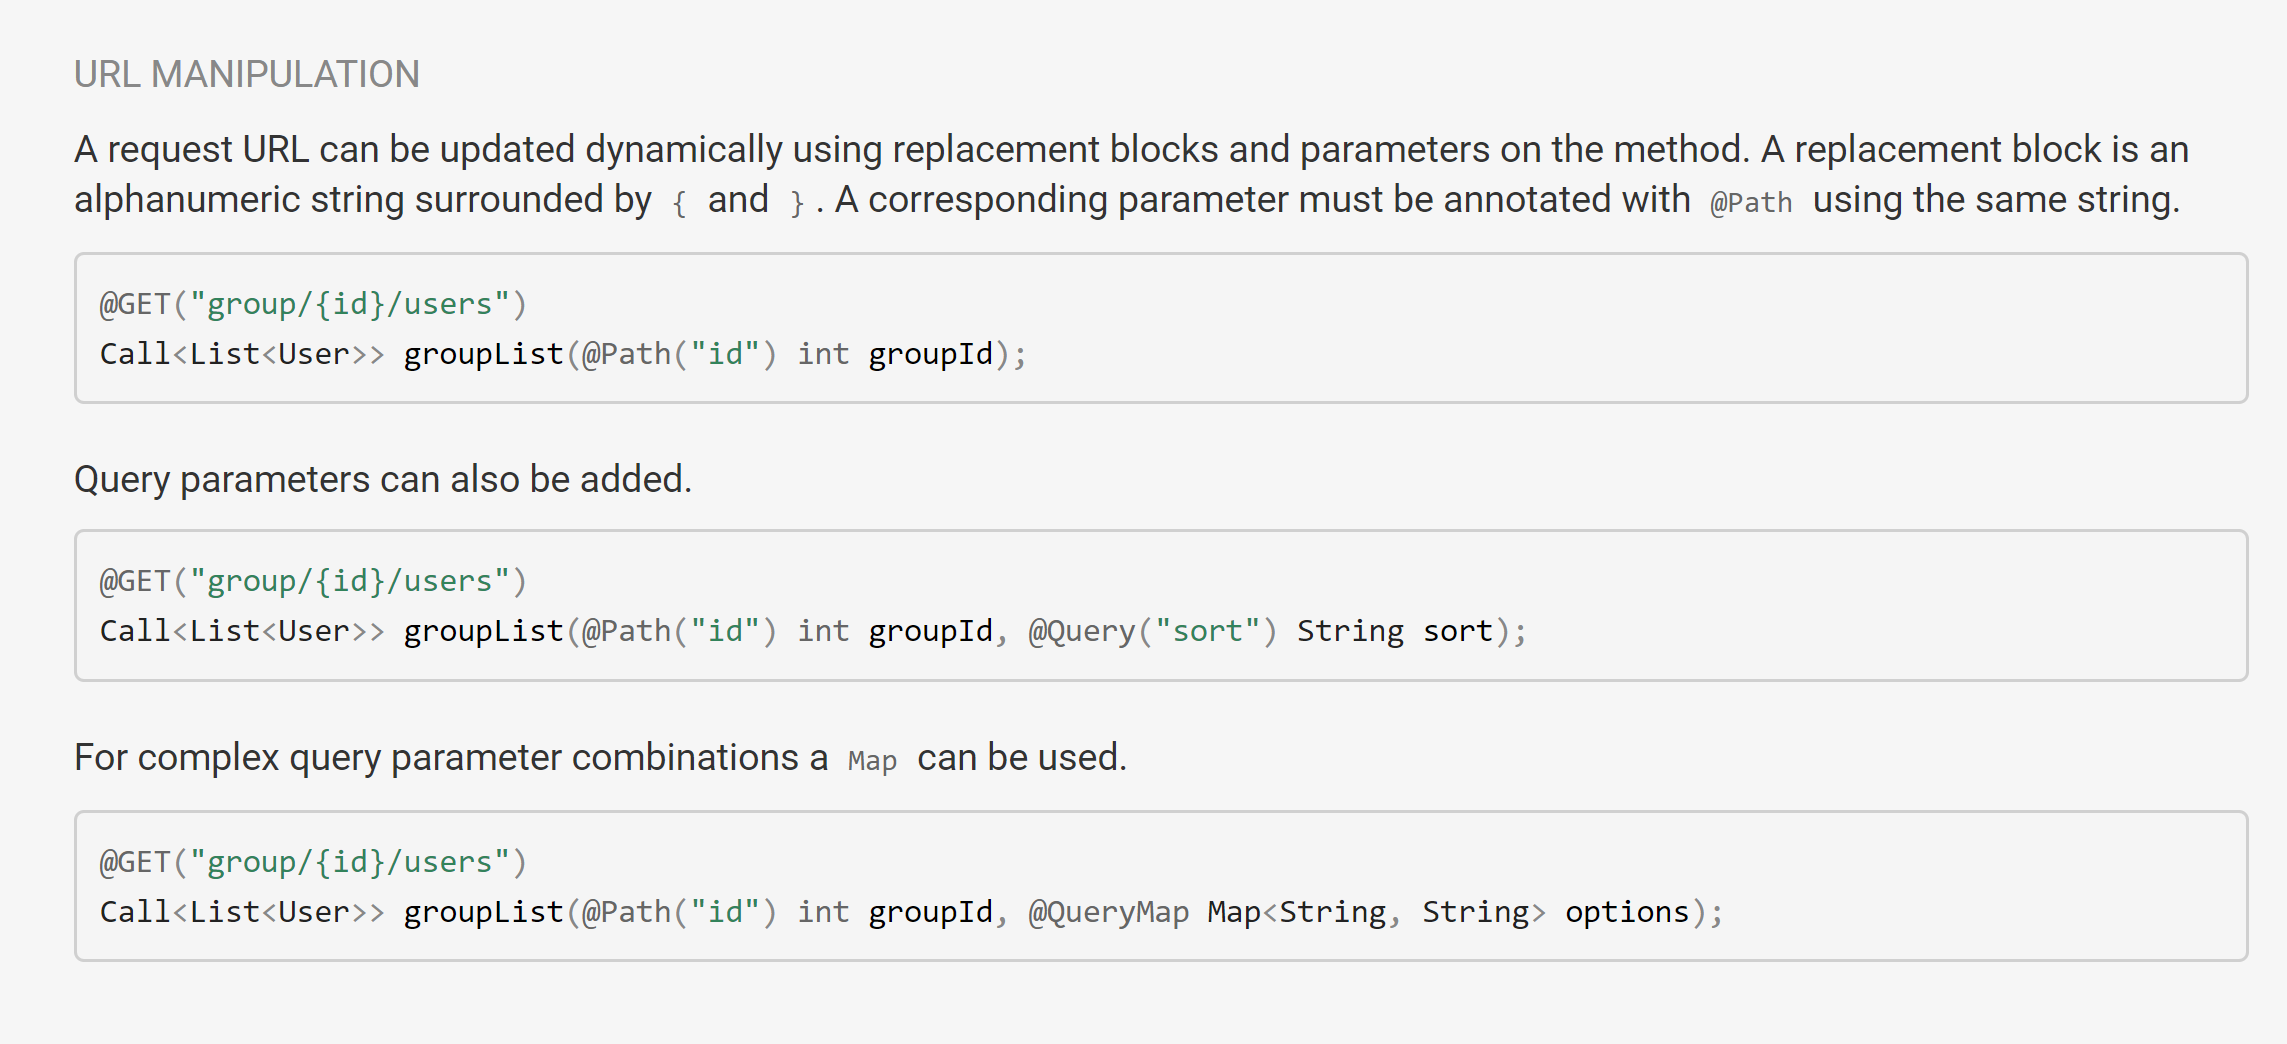 URL MANIPULATION
A request URL can be updated dynamically using replacement blocks and parameters on the method. A replacement block is an
alphanumeric string surrounded by { and }. A corresponding parameter must be annotated with @Path using the same string.
@GET("group/{id}/users")
Call<List<User>> groupList(@Path("id") int groupId);
Query parameters can also be added.
@GET("group/{id}/users")
Call<List<User>> groupList(@Path("id") int groupId, @Query("sort") String sort);
For complex query parameter combinations a Map can be used.
@GET("group/{id}/users")
Call<List<User>> groupList(@Path("id") int groupId, @QueryMap Map<String, String> options);